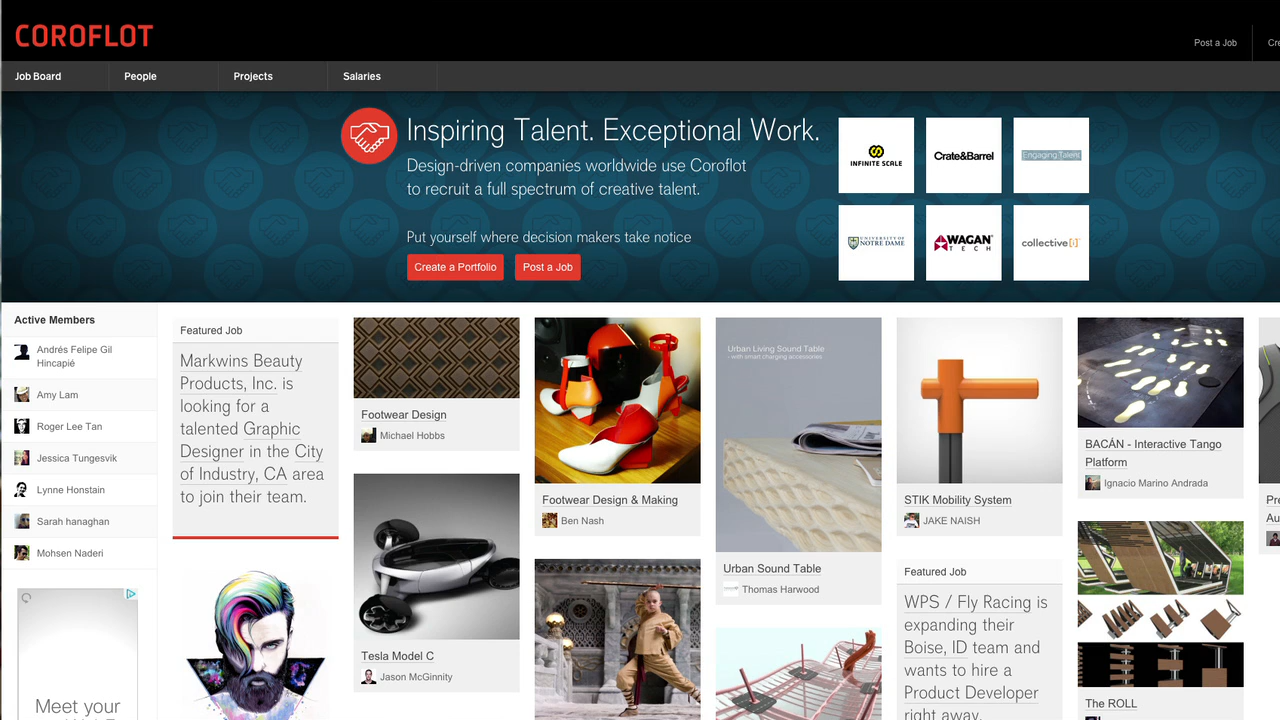 COROFLOT
Post a Job
Job Board
People
Projects
Salaries
Inspiring Talent. Exceptional Work.
Design-driven companies worldwide use Coroflot
to recruit a full spectrum of creative talent.
Put yourself where decision makers take notice
Create a Portfolio
Post a Job
INFINITE SCALE
Crate&Barrel
Engaging Talent
UNIVERSITY OF
NOTRE DAME
WAGAN
TECH
collective[i]
Active Members
Andrés Felipe Gil
Hincapié
Amy Lam
Roger Lee Tan
Jessica Tungesvik
Lynne Honstain
Sarah hanaghan
Mohsen Naderi
Meet your
Featured Job
Markwins Beauty
Products, Inc. is
looking for a
talented Graphic
Designer in the City
of Industry, CA area
to join their team.
Footwear Design
Michael Hobbs
Tesla Model C
Jason McGinnity
Footwear Design & Making
Ben Nash
Urban Living Sound Table
- with smart charging accessories
Urban Sound Table
Thomas Harwood
STIK Mobility System
JAKE NAISH
Featured Job
WPS / Fly Racing is
expanding their
Boise, ID team and
wants to hire a
Product Developer
right away.
BACÁN - Interactive Tango
Platform
Ignacio Marino Andrada
The ROLL